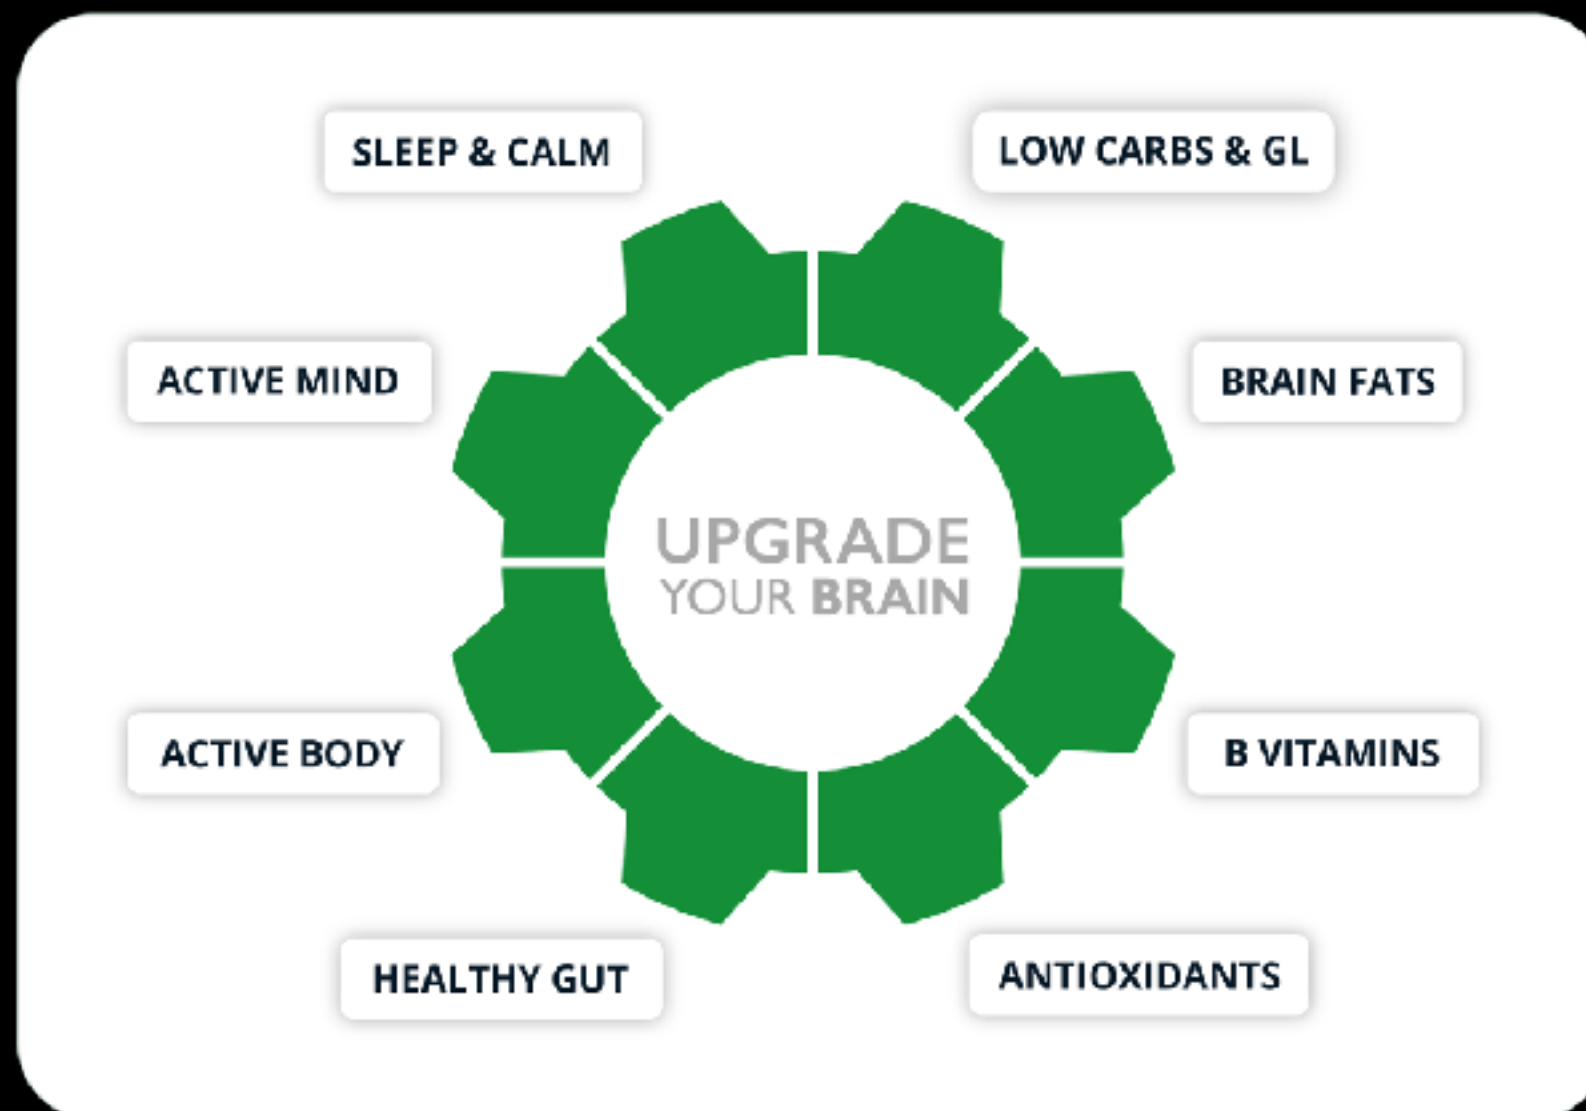 SLEEP & CALM
LOW CARBS & GL
ACTIVE MIND
BRAIN FATS
UPGRADE
YOUR BRAIN
ACTIVE BODY
B VITAMINS
HEALTHY GUT
ANTIOXIDANTS